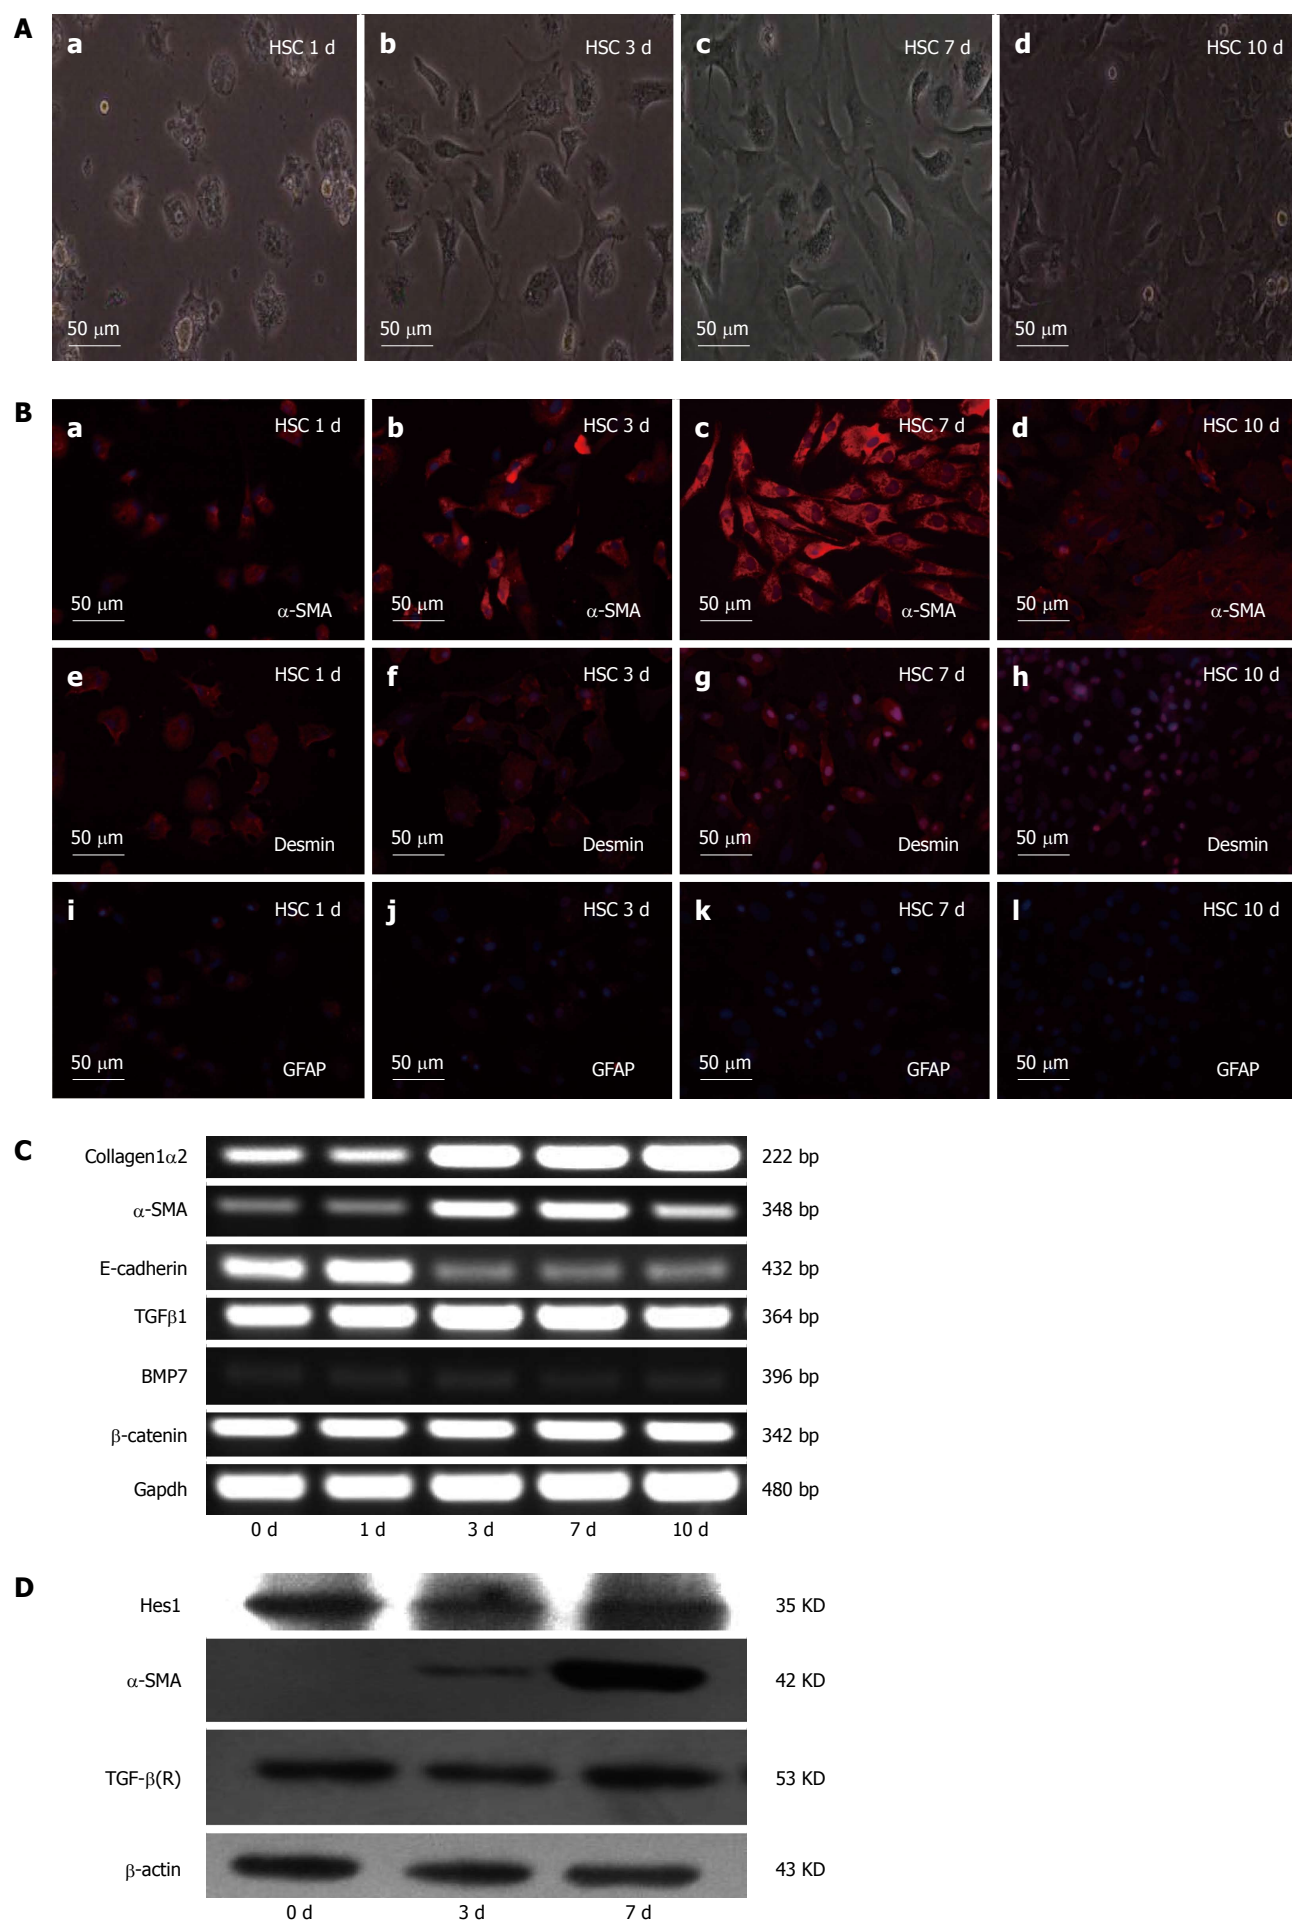 A
a
HSC 1 d
50 μm
b
HSC 3 d
50 μm
c
HSC 7 d
50 μm
d
HSC 10 d
50 μm
B
a
HSC 1 d
50 μm
α-SMA
b
HSC 3 d
50 μm
α-SMA
c
HSC 7 d
50 μm
α-SMA
d
HSC 10 d
50 μm
α-SMA
e
HSC 1 d
50 μm
Desmin
f
HSC 3 d
50 μm
Desmin
g
HSC 7 d
50 μm
Desmin
h
HSC 10 d
50 μm
Desmin
i
HSC 1 d
50 μm
GFAP
j
HSC 3 d
50 μm
GFAP
k
HSC 7 d
50 μm
GFAP
l
HSC 10 d
50 μm
GFAP
C
Collagen1α2 222 bp
α-SMA 348 bp
E-cadherin 432 bp
TGFβ1 364 bp
BMP7 396 bp
β-catenin 342 bp
Gapdh 480 bp
0 d 1 d 3 d 7 d 10 d
D
Hes1 35 KD
α-SMA 42 KD
TGF-β(R) 53 KD
β-actin 43 KD
0 d 3 d 7 d